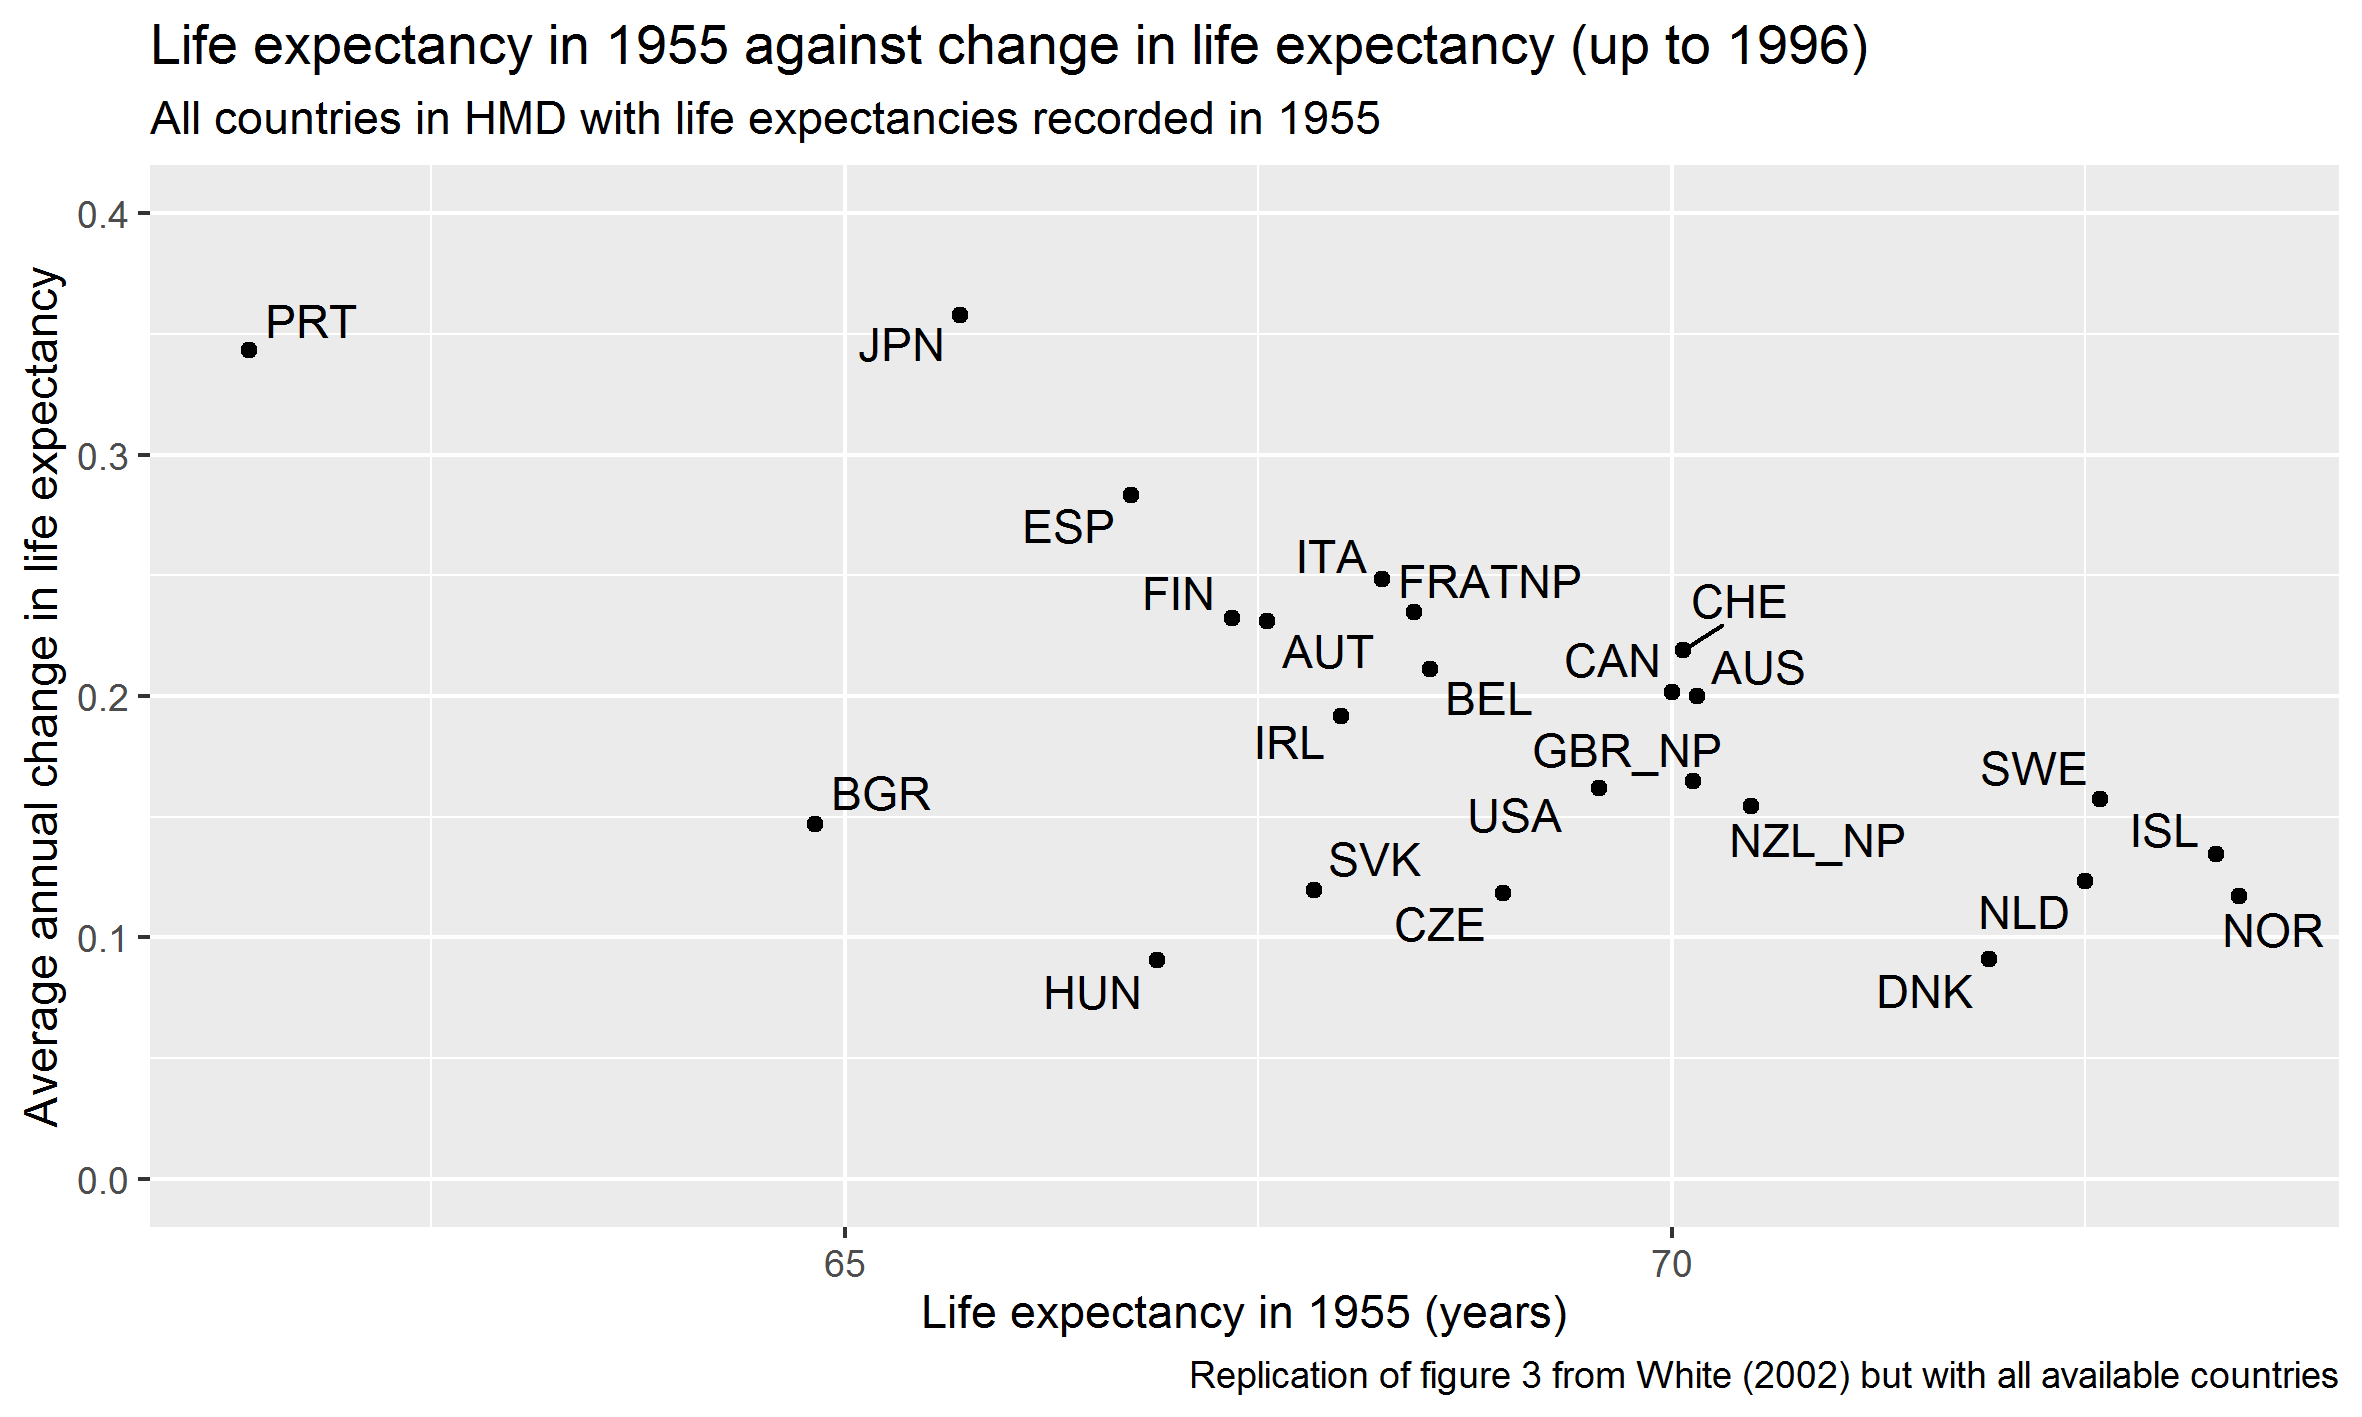 Life expectancy in 1955 against change in life expectancy (up to 1996)
All countries in HMD with life expectancies recorded in 1955
Average annual change in life expectancy
0.4
0.3
0.2
0.1
0.0
PRT
JPN
ESP
ITA
FRATNP
FIN
CHE
AUT
CAN
AUS
BEL
IRL
GBR_NP
SWE
BGR
USA
ISL
NZL_NP
SVK
NLD
CZE
NOR
HUN
DNK
65
70
Life expectancy in 1955 (years)
Replication of figure 3 from White (2002) but with all available countries